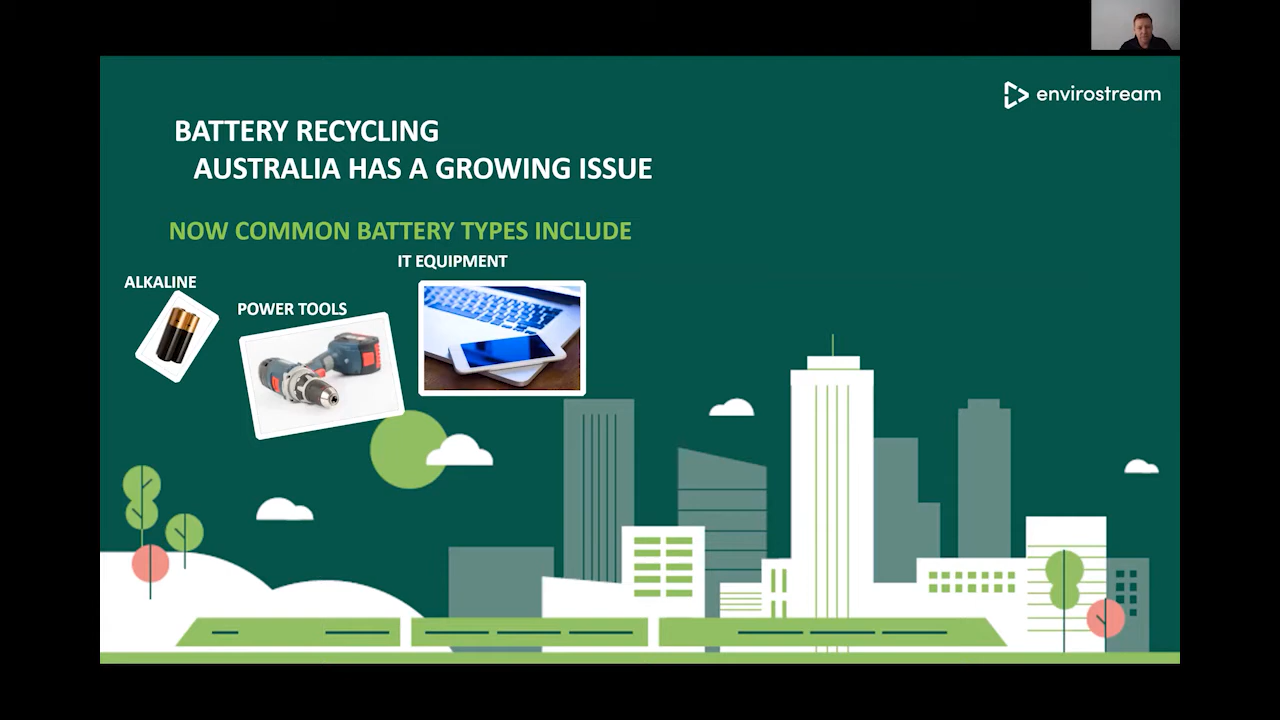 envirostream
BATTERY RECYCLING
AUSTRALIA HAS A GROWING ISSUE
NOW COMMON BATTERY TYPES INCLUDE
IT EQUIPMENT
ALKALINE
POWER TOOLS